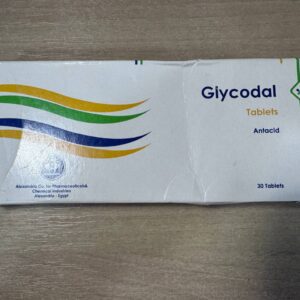 Glycodal
Tablets
Antacid
Alexandria Co. for Pharmaceuticals&
Chemical Industries
Alexandria - Egypt
30 Tablets